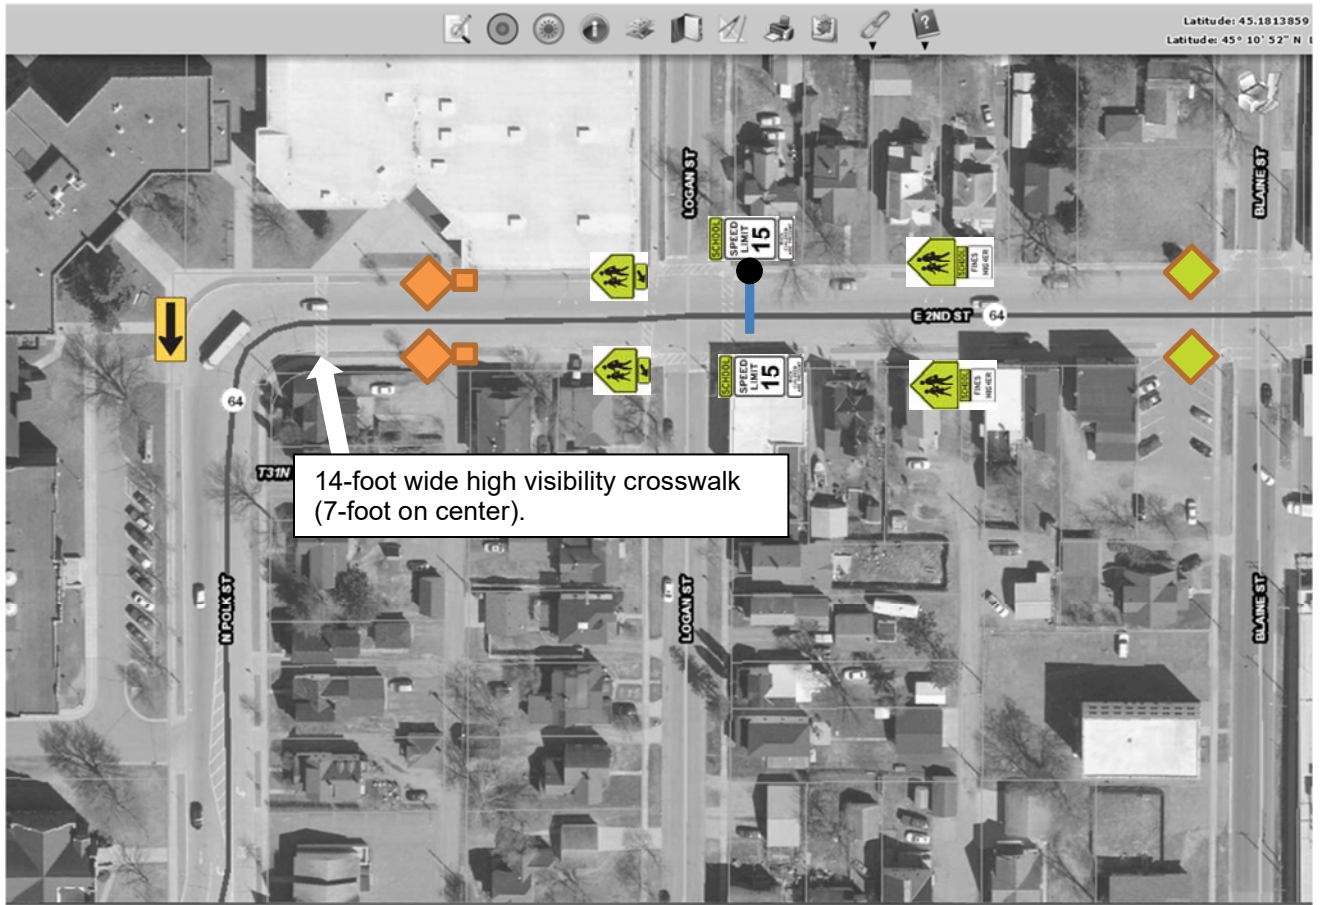 Latitude: 45.1813859
Latitude: 45° 10' 52" N
LOGAN ST
BLAINE ST
SCHOOL
SPEED
LIMIT
15
SCHOOL
FINES
HIGHER
E 2ND ST
64
SCHOOL
SPEED
LIMIT
15
SCHOOL
FINES
HIGHER
64
T31N
14-foot wide high visibility crosswalk
(7-foot on center).
N POLK ST
LOGAN ST
BLAINE ST